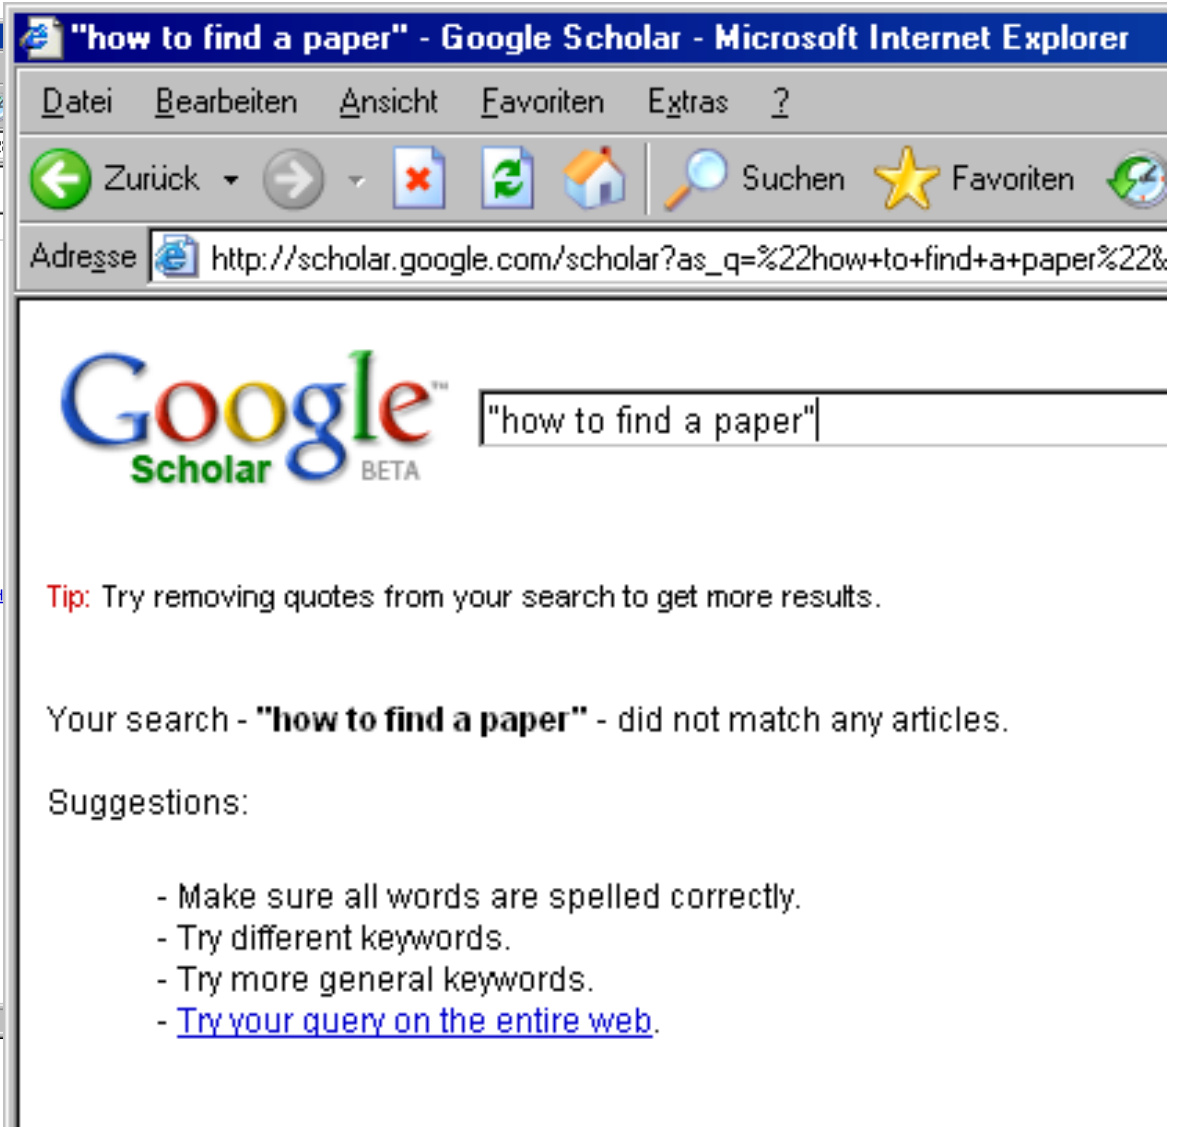 "how to find a paper" - Google Scholar - Microsoft Internet Explorer
Datei Bearbeiten Ansicht Favoriten Extras ?
Zurück Suchen Favoriten
Adresse http://scholar.google.com/scholar?as_q=%22how+to+find+a+paper%22&
Google™ "how to find a paper"
Scholar BETA
Tip: Try removing quotes from your search to get more results.
Your search - "how to find a paper" - did not match any articles.
Suggestions:
- Make sure all words are spelled correctly.
- Try different keywords.
- Try more general keywords.
- Try your query on the entire web.